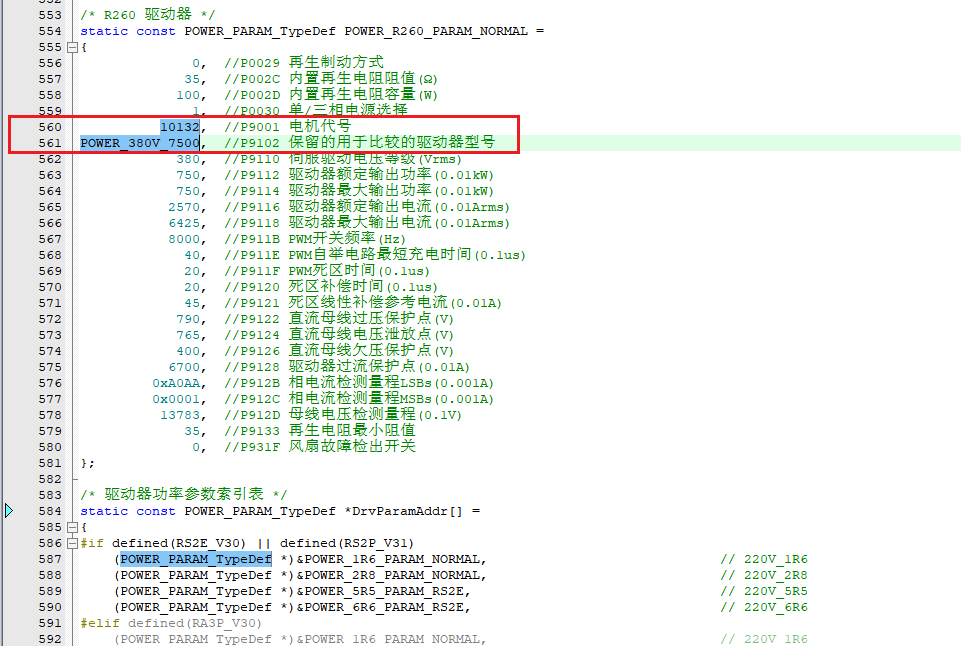 553 /* R260 驱动器 */
554 static const POWER_PARAM_TypeDef POWER_R260_PARAM_NORMAL =
555 {
556 0, //P0029 再生制动方式
557 35, //P002C 内置再生电阻阻值(Ω)
558 100, //P002D 内置再生电阻容量(W)
559 1, //P0030 单/三相电源选择
560 10132, //P9001 电机代号
561 POWER_380V_7500, //P9102 保留的用于比较的驱动器型号
562 380, //P9110 伺服驱动电压等级(Vrms)
563 750, //P9112 驱动器额定输出功率(0.01kW)
564 750, //P9114 驱动器最大输出功率(0.01kW)
565 2570, //P9116 驱动器额定输出电流(0.01Arms)
566 6425, //P9118 驱动器最大输出电流(0.01Arms)
567 8000, //P911B PWM开关频率(Hz)
568 40, //P911E PWM自举电路最短充电时间(0.1us)
569 20, //P911F PWM死区时间(0.1us)
570 20, //P9120 死区补偿时间(0.1us)
571 45, //P9121 死区线性补偿参考电流(0.01A)
572 790, //P9122 直流母线过压保护点(V)
573 765, //P9124 直流母线电压泄放点(V)
574 400, //P9126 直流母线欠压保护点(V)
575 6700, //P9128 驱动器过流保护点(0.01A)
576 0xA0AA, //P912B 相电流检测量程LSBs(0.001A)
577 0x0001, //P912C 相电流检测量程MSBs(0.001A)
578 13783, //P912D 母线电压检测量程(0.1V)
579 35, //P9133 再生电阻最小阻值
580 0, //P931F 风扇故障检出开关
581 };
582
583 /* 驱动器功率参数索引表 */
584 static const POWER_PARAM_TypeDef *DrvParamAddr[] =
585 {
586 #if defined(RS2E_V30) || defined(RS2P_V31)
587 (POWER_PARAM_TypeDef *)&POWER_1R6_PARAM_NORMAL, // 220V_1R6
588 (POWER_PARAM_TypeDef *)&POWER_2R8_PARAM_NORMAL, // 220V_2R8
589 (POWER_PARAM_TypeDef *)&POWER_5R5_PARAM_RS2E, // 220V_5R5
590 (POWER_PARAM_TypeDef *)&POWER_6R6_PARAM_RS2E, // 220V_6R6
591 #elif defined(RA3P_V30)
592 (POWER_PARAM_TypeDef *)&POWER_1R6_PARAM_NORMAL, // 220V_1R6